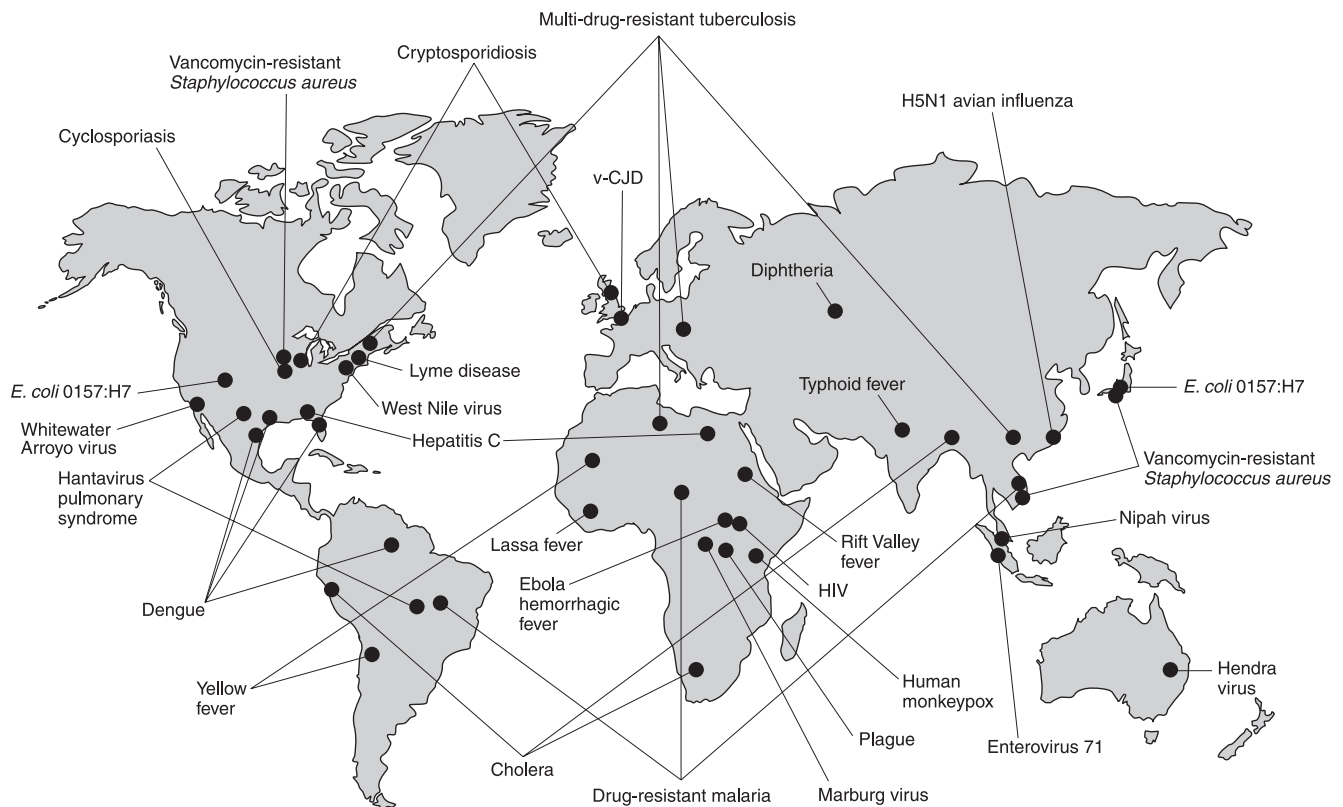 Multi-drug-resistant tuberculosis
Cryptosporidiosis
Vancomycin-resistant
Staphylococcus aureus
H5N1 avian influenza
Cyclosporiasis
v-CJD
Diphtheria
Lyme disease
Typhoid fever
E. coli 0157:H7
E. coli 0157:H7
West Nile virus
Whitewater
Arroyo virus
Hepatitis C
Vancomycin-resistant
Staphylococcus aureus
Hantavirus
pulmonary
syndrome
Nipah virus
Lassa fever
Rift Valley
fever
Ebola
hemorrhagic
fever
HIV
Dengue
Yellow
fever
Human
monkeypox
Hendra
virus
Plague
Enterovirus 71
Cholera
Drug-resistant malaria
Marburg virus